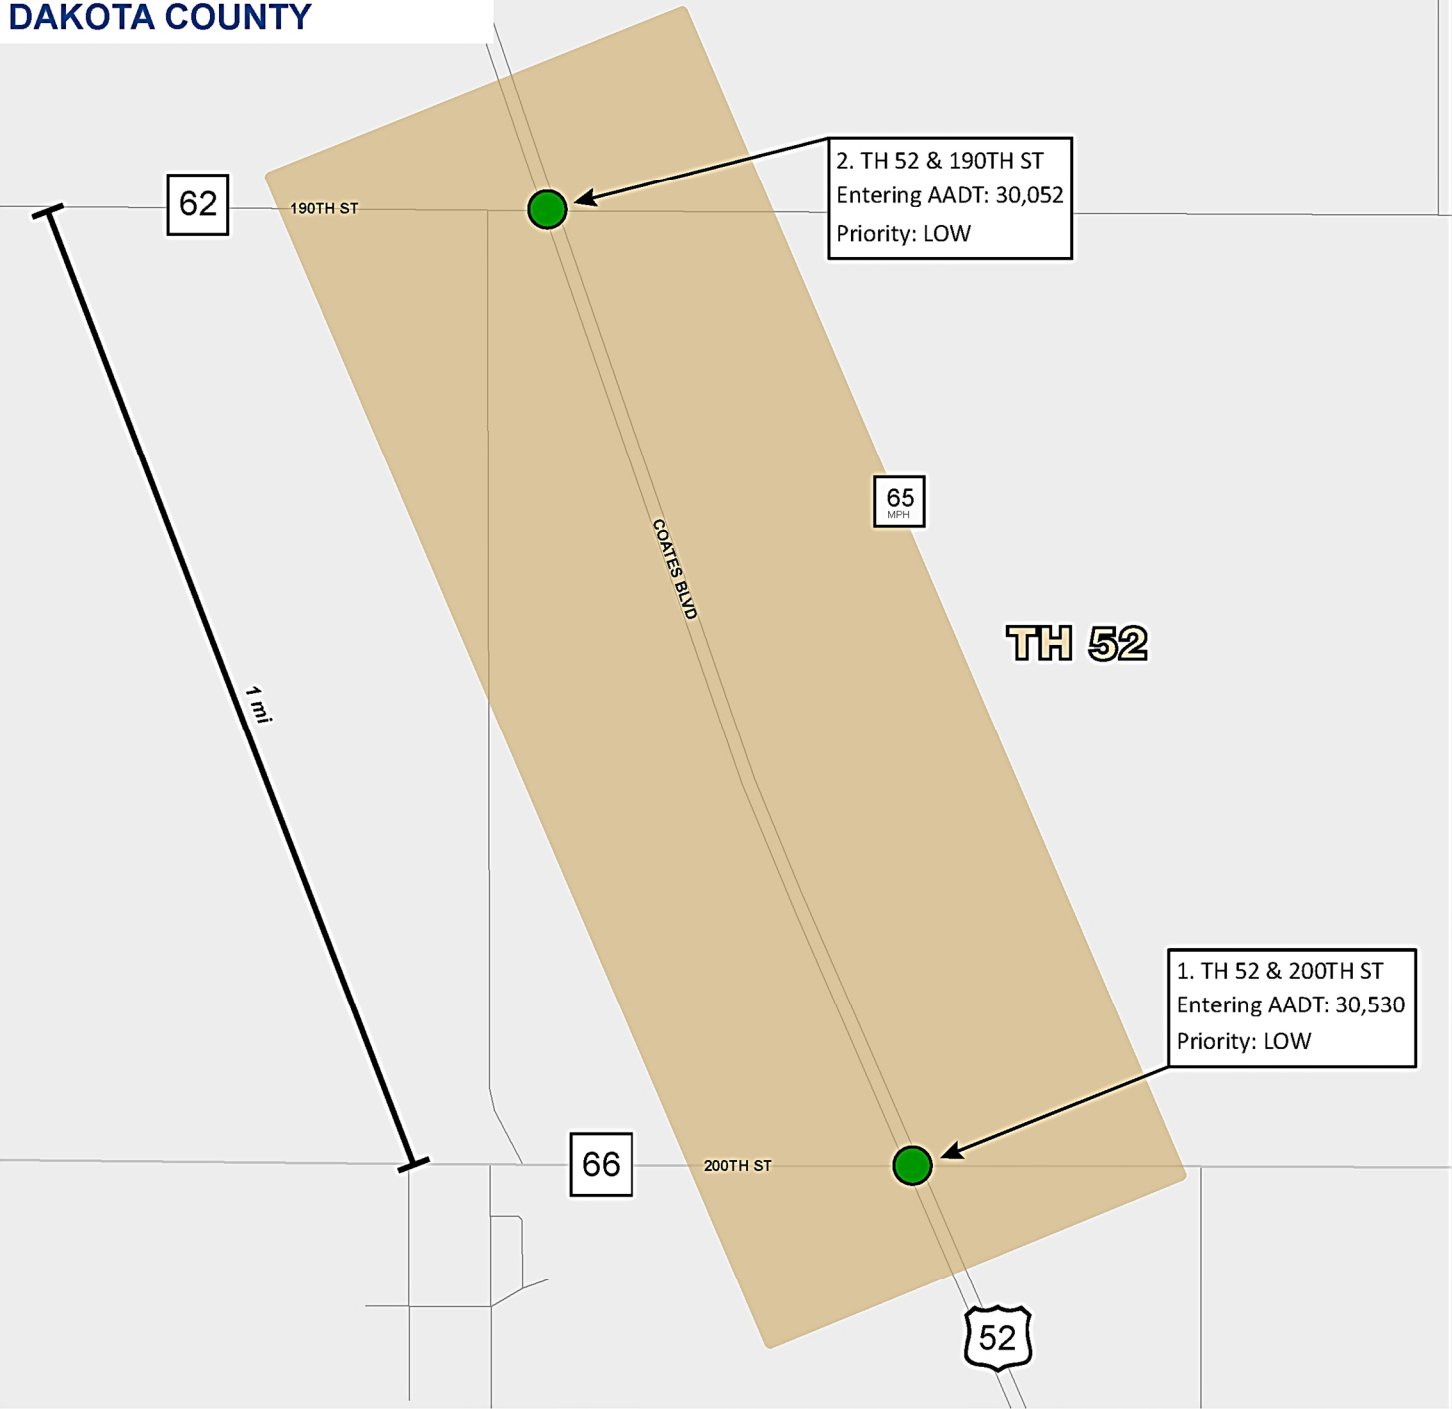 DAKOTA COUNTY
2. TH 52 & 190TH ST
Entering AADT: 30,052
Priority: LOW
62
190TH ST
65
MPH
COATES BLVD
TH 52
1 mi
1. TH 52 & 200TH ST
Entering AADT: 30,530
Priority: LOW
66
200TH ST
52